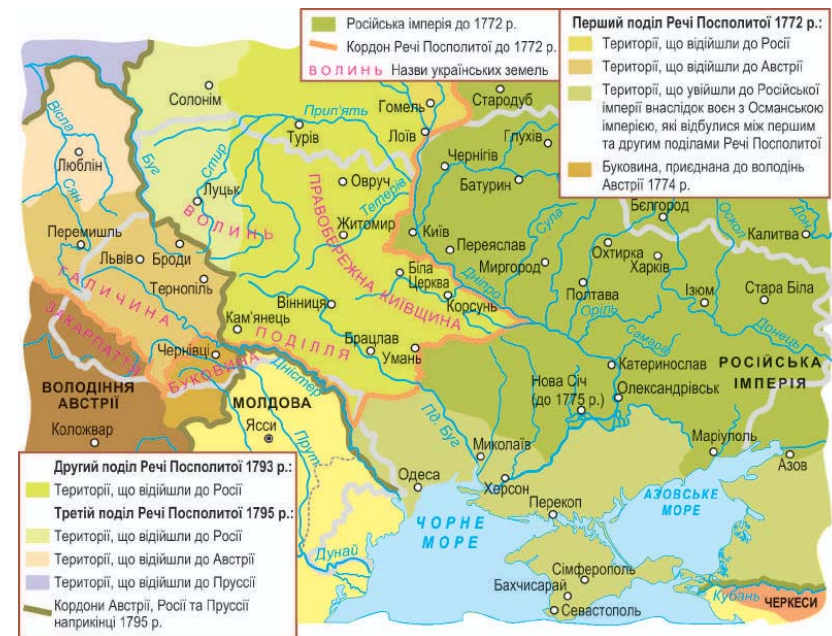 Російська імперія до 1772 р.
Кордон Речі Посполитої до 1772 р.
ВОЛИНЬ Назви українських земель
Перший поділ Речі Посполитої 1772 р.:
Території, що відійшли до Росії
Території, що відійшли до Австрії
Території, що увійшли до Російської
імперії внаслідок воєн з Османською
імперією, які відбулися між першим
та другим поділами Речі Посполитої
Буковина, приєднана до володінь
Австрії 1774 р.
Солонім
Гомель
Стародуб
Вісла
Прип'ять
Турів
Лоїв
Глухів
Люблін
Буг
Стир
Чернігів
Луцьк
Овруч
Батурин
Сян
ВОЛИНЬ
ПРАВОБЕРЕЖНА КИЇВЩИНА
Тетерів
Сула
Бєлгород
Оскол
Дон
Перемишль
Житомир
Київ
Переяслав
Охтирка
Калитва
Львів
Броди
Миргород
Харків
Тернопіль
Біла
Церква
Дніпро
Ізюм
Стара Біла
ГАЛИЧИНА
Вінниця
Корсунь
Полтава
Оріль
ЗАКАРПАТТЯ
Кам'янець
ПОДІЛЛЯ
Брацлав
Умань
Самара
Донець
Чернівці
БУКОВИНА
Катеринослав
РОСІЙСЬКА
ІМПЕРІЯ
ВОЛОДІННЯ
АВСТРІЇ
Дністер
МОЛДОВА
Нова Січ
(до 1775 р.)
Олександрівськ
Коложвар
Ясси
Пд. Буг
Миколаїв
Маріуполь
Прут
Одеса
Херсон
Азов
Перекоп
АЗОВСЬКЕ
МОРЕ
ЧОРНЕ
МОРЕ
Дунай
Сімферополь
Бахчисарай
Севастополь
Кубань
ЧЕРКЕСИ
Другий поділ Речі Посполитої 1793 р.:
Території, що відійшли до Росії
Третій поділ Речі Посполитої 1795 р.:
Території, що відійшли до Росії
Території, що відійшли до Австрії
Території, що відійшли до Пруссії
Кордони Австрії, Росії та Пруссії
наприкінці 1795 р.